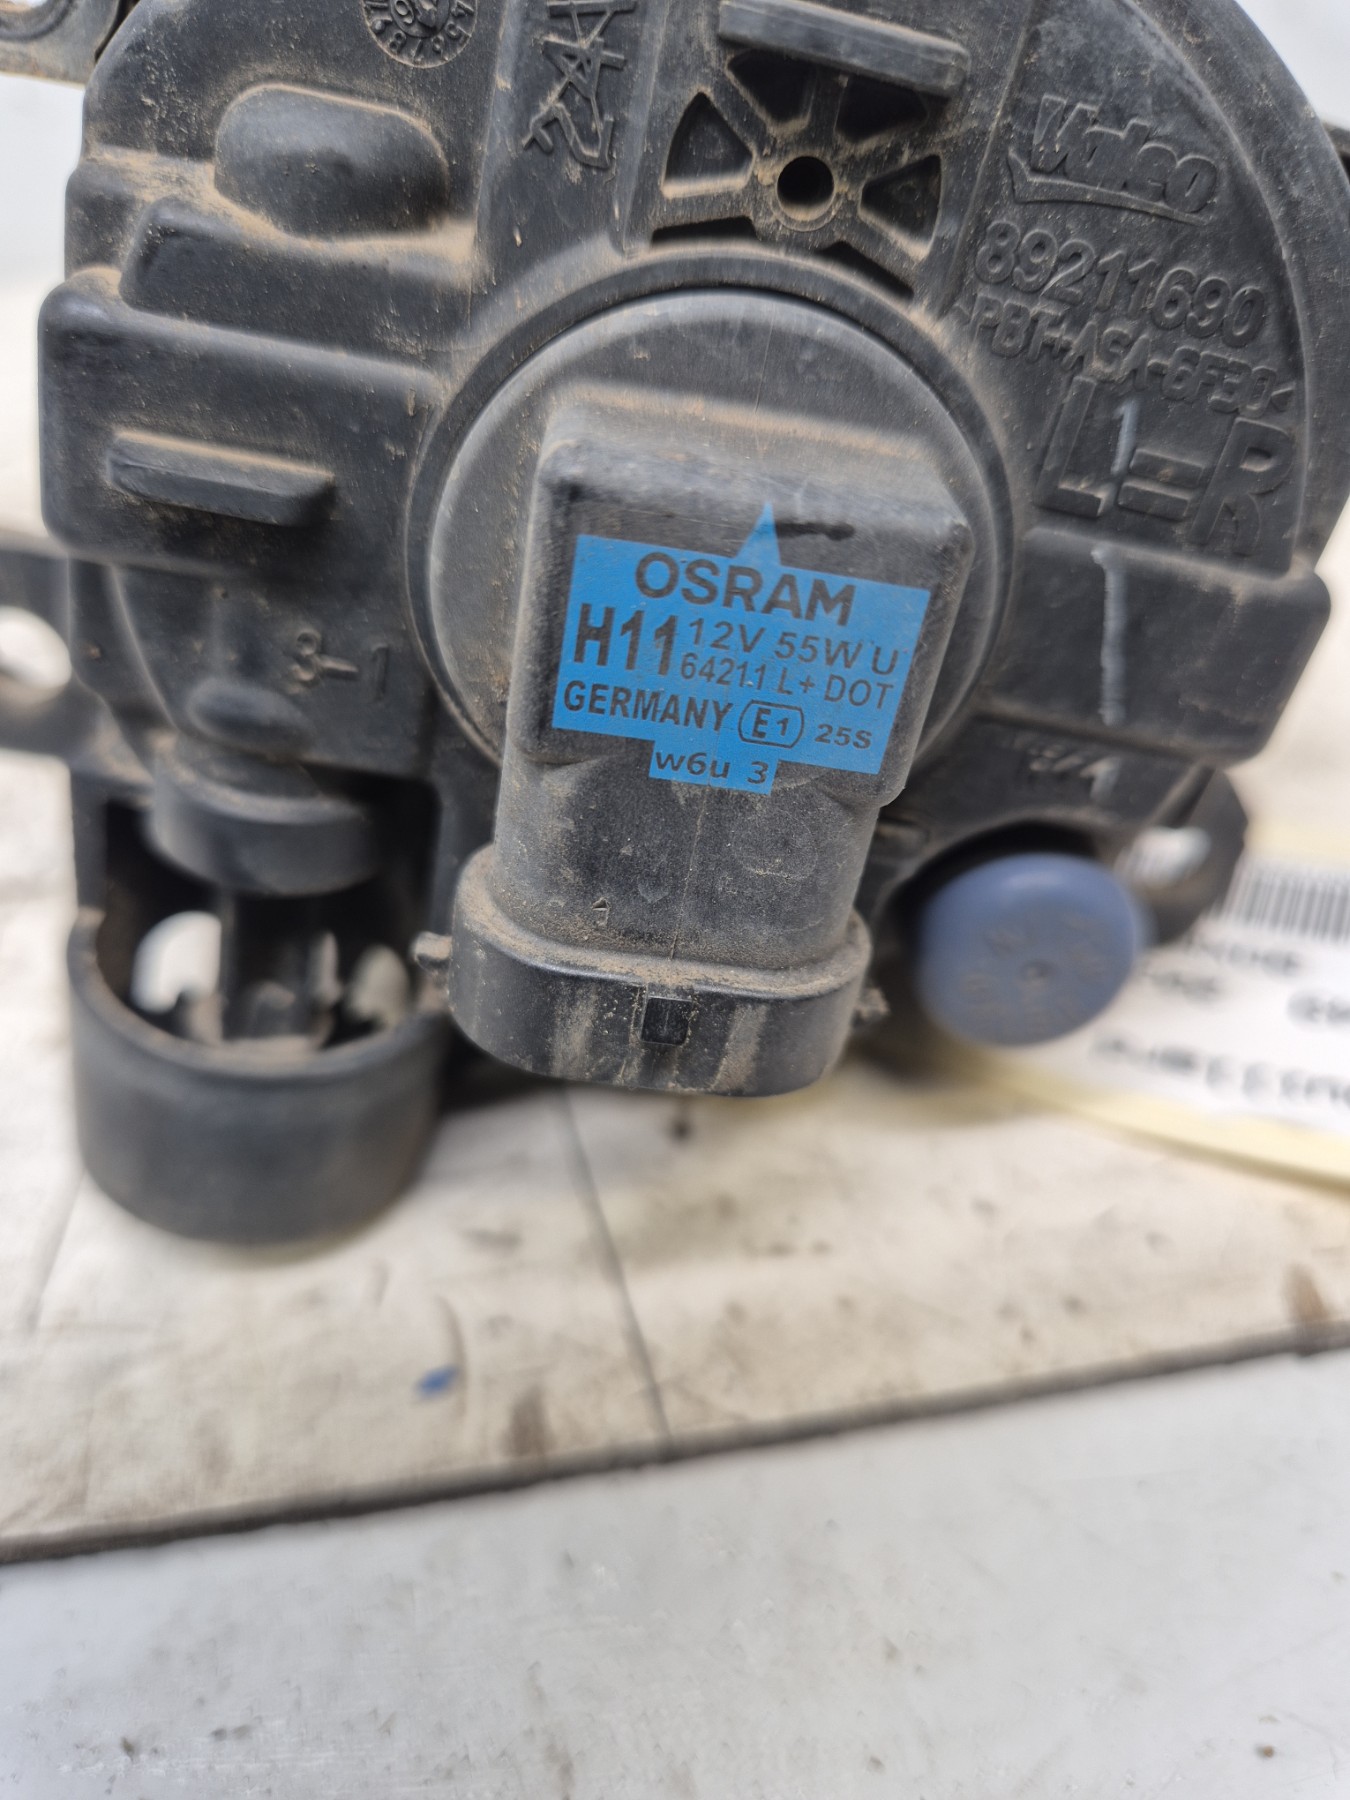 Valeo
89211690
>PBT+ASA-GF30<
L=R
3-1
OSRAM
H11 12V 55W U
64211 L+ DOT
GERMANY E1 25S
w6u 3